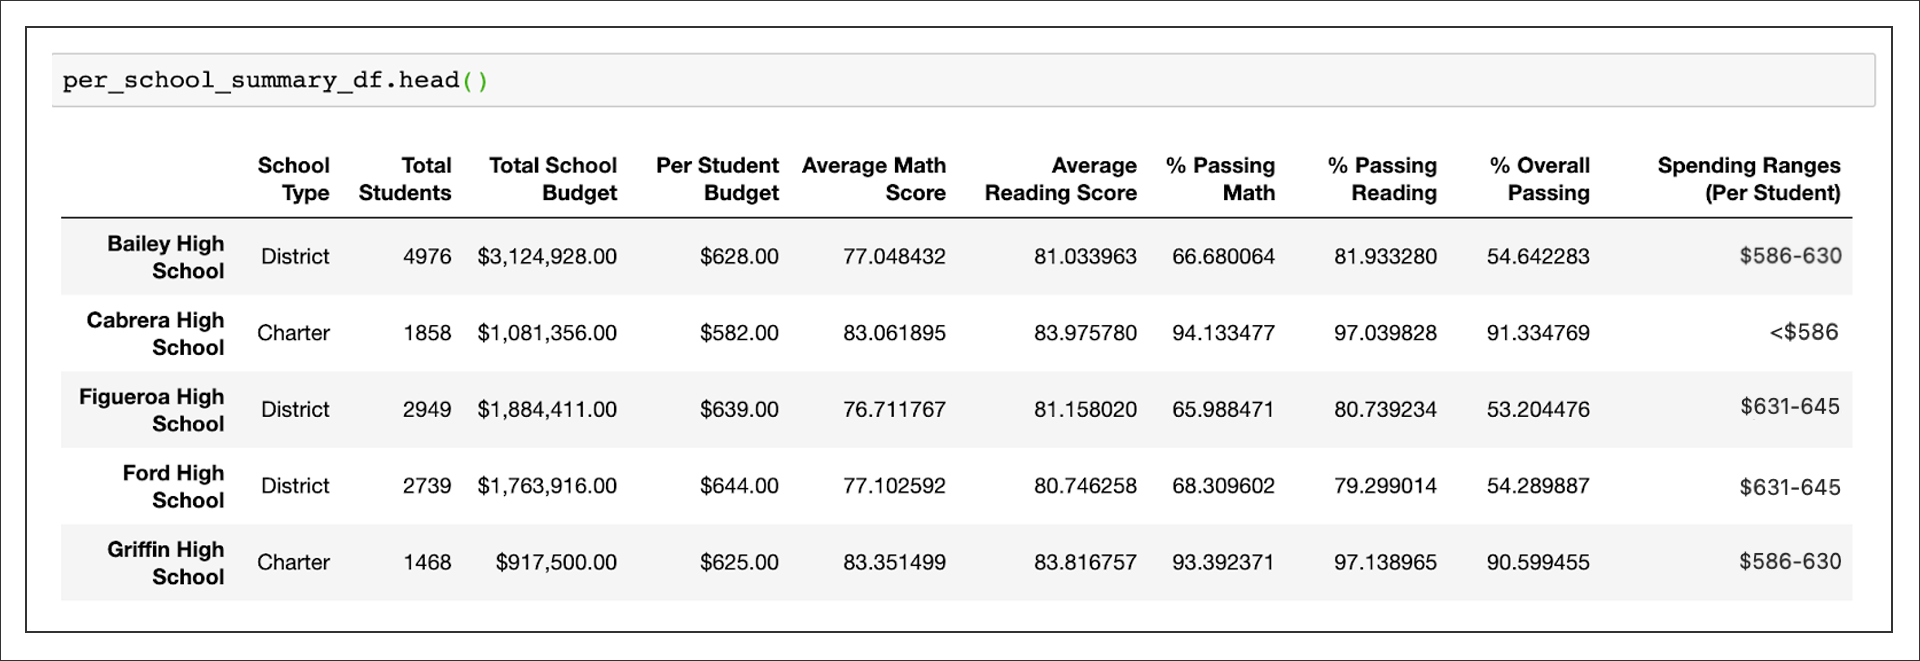 per_school_summary_df.head()
School Type Total Students Total School Budget Per Student Budget Average Math Score Average Reading Score % Passing Math % Passing Reading % Overall Passing Spending Ranges (Per Student)
Bailey High School District 4976 $3,124,928.00 $628.00 77.048432 81.033963 66.680064 81.933280 54.642283 $586-630
Cabrera High School Charter 1858 $1,081,356.00 $582.00 83.061895 83.975780 94.133477 97.039828 91.334769 <$586
Figueroa High School District 2949 $1,884,411.00 $639.00 76.711767 81.158020 65.988471 80.739234 53.204476 $631-645
Ford High School District 2739 $1,763,916.00 $644.00 77.102592 80.746258 68.309602 79.299014 54.289887 $631-645
Griffin High School Charter 1468 $917,500.00 $625.00 83.351499 83.816757 93.392371 97.138965 90.599455 $586-630